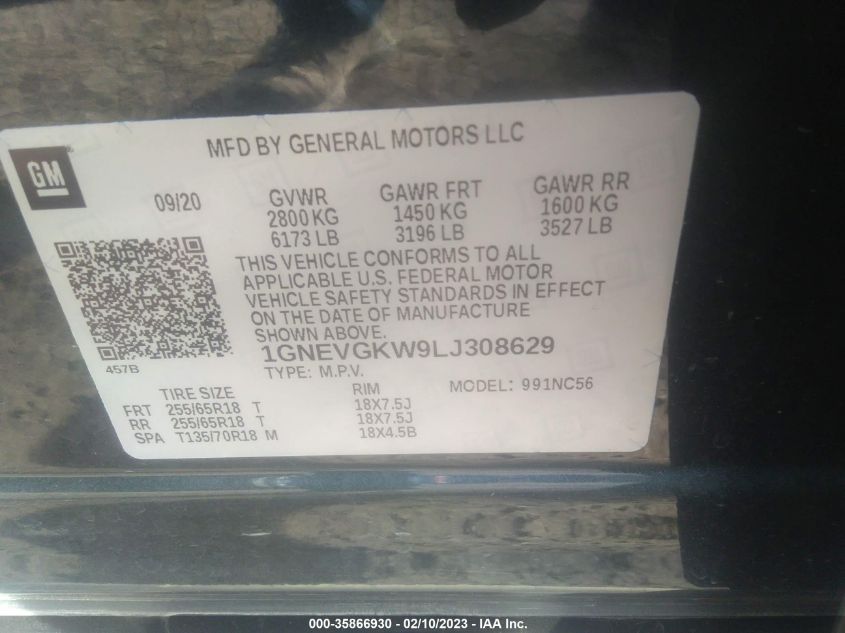 MFD BY GENERAL MOTORS LLC
GM
09/20 GVWR GAWR FRT GAWR RR
2800 KG 1450 KG 1600 KG
6173 LB 3196 LB 3527 LB
THIS VEHICLE CONFORMS TO ALL
APPLICABLE U.S. FEDERAL MOTOR
VEHICLE SAFETY STANDARDS IN EFFECT
ON THE DATE OF MANUFACTURE
SHOWN ABOVE.
1GNEVGKW9LJ308629
457B TYPE: M.P.V. MODEL: 991NC56
TIRE SIZE RIM
FRT 255/65R18 T 18X7.5J
RR 255/65R18 T 18X7.5J
SPA T135/70R18 M 18X4.5B
000-35866930 - 02/10/2023 - IAA Inc.